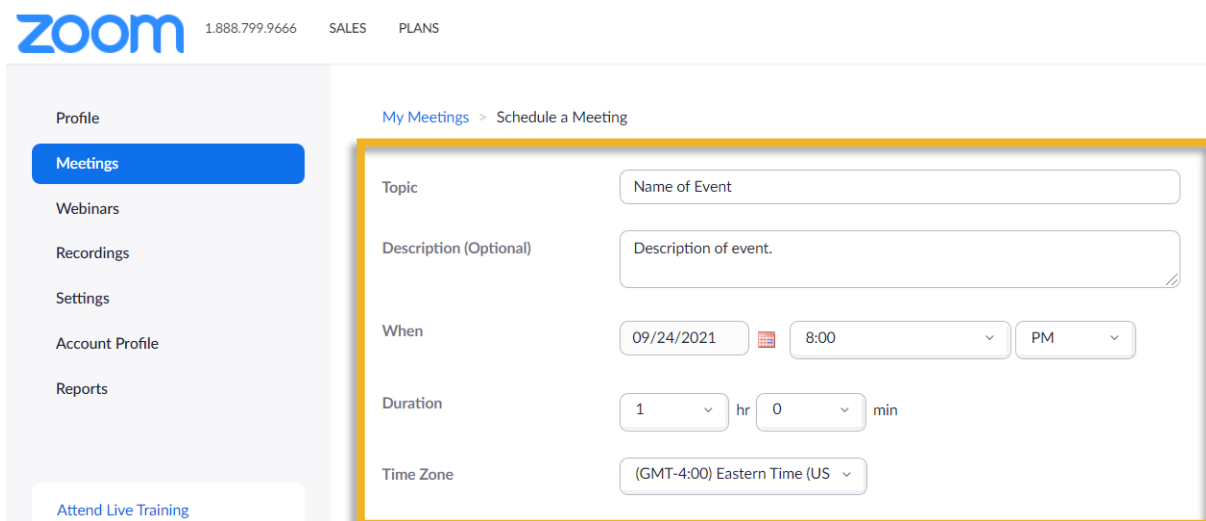 zoom 1.888.799.9666 SALES PLANS
Profile
Meetings
Webinars
Recordings
Settings
Account Profile
Reports
Attend Live Training
My Meetings > Schedule a Meeting
Topic Name of Event
Description (Optional) Description of event.
When 09/24/2021 8:00 PM
Duration 1 hr 0 min
Time Zone (GMT-4:00) Eastern Time (US